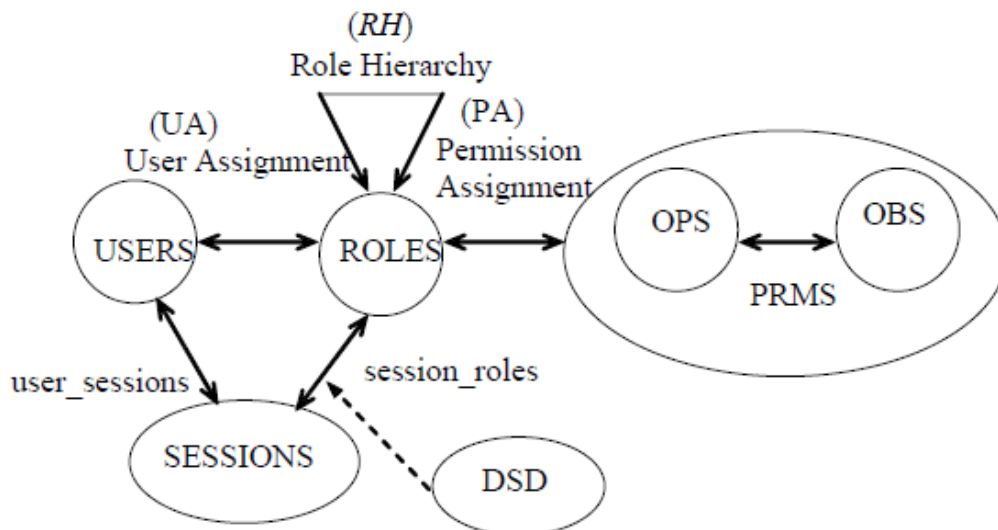 (RH)
Role Hierarchy
(UA)
User Assignment
(PA)
Permission
Assignment
USERS
ROLES
OPS
OBS
PRMS
user_sessions
session_roles
SESSIONS
DSD